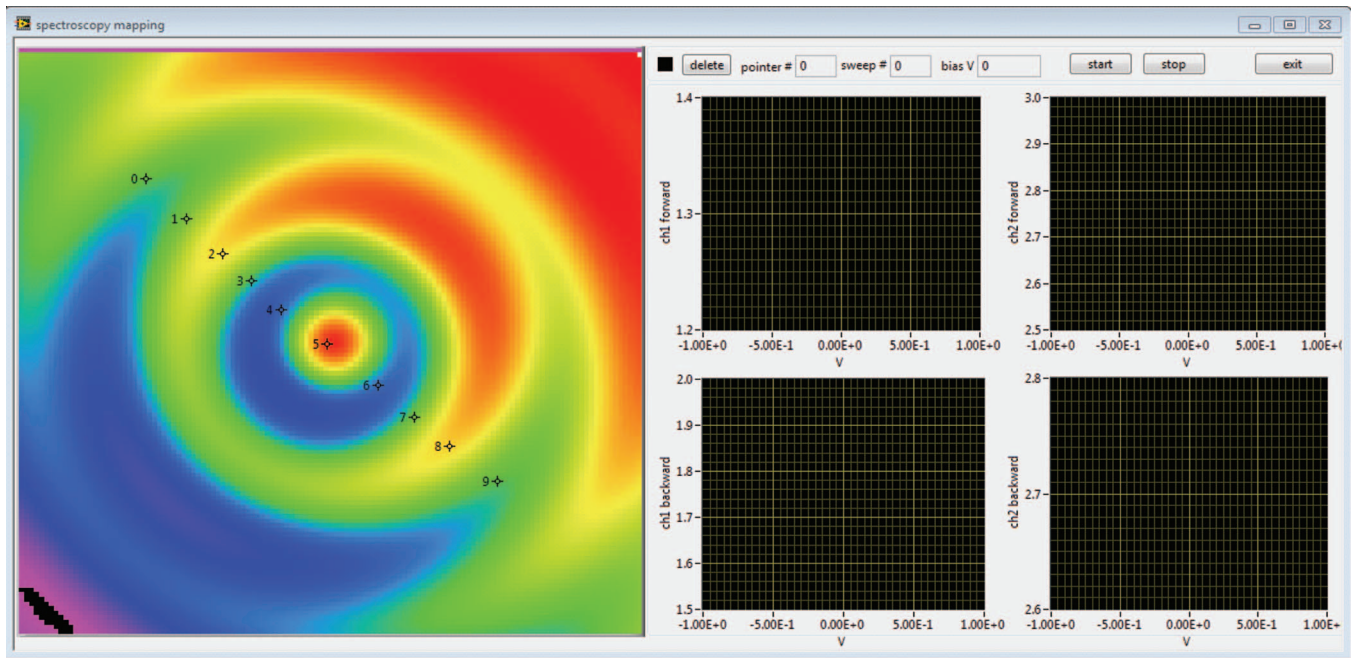 spectroscopy mapping
delete pointer # 0 sweep # 0 bias V 0 start stop exit
0
1
2
3
4
5
6
7
8
9
1.4
1.3
1.2
ch1 forward
-1.00E+0 -5.00E-1 0.00E+0 5.00E-1 1.00E+0
V
3.0
2.9
2.8
2.7
2.6
2.5
ch2 forward
-1.00E+0 -5.00E-1 0.00E+0 5.00E-1 1.00E+(
V
2.0
1.9
1.8
1.7
1.6
1.5
ch1 backward
-1.00E+0 -5.00E-1 0.00E+0 5.00E-1 1.00E+0
V
2.8
2.7
2.6
ch2 backward
-1.00E+0 -5.00E-1 0.00E+0 5.00E-1 1.00E+
V